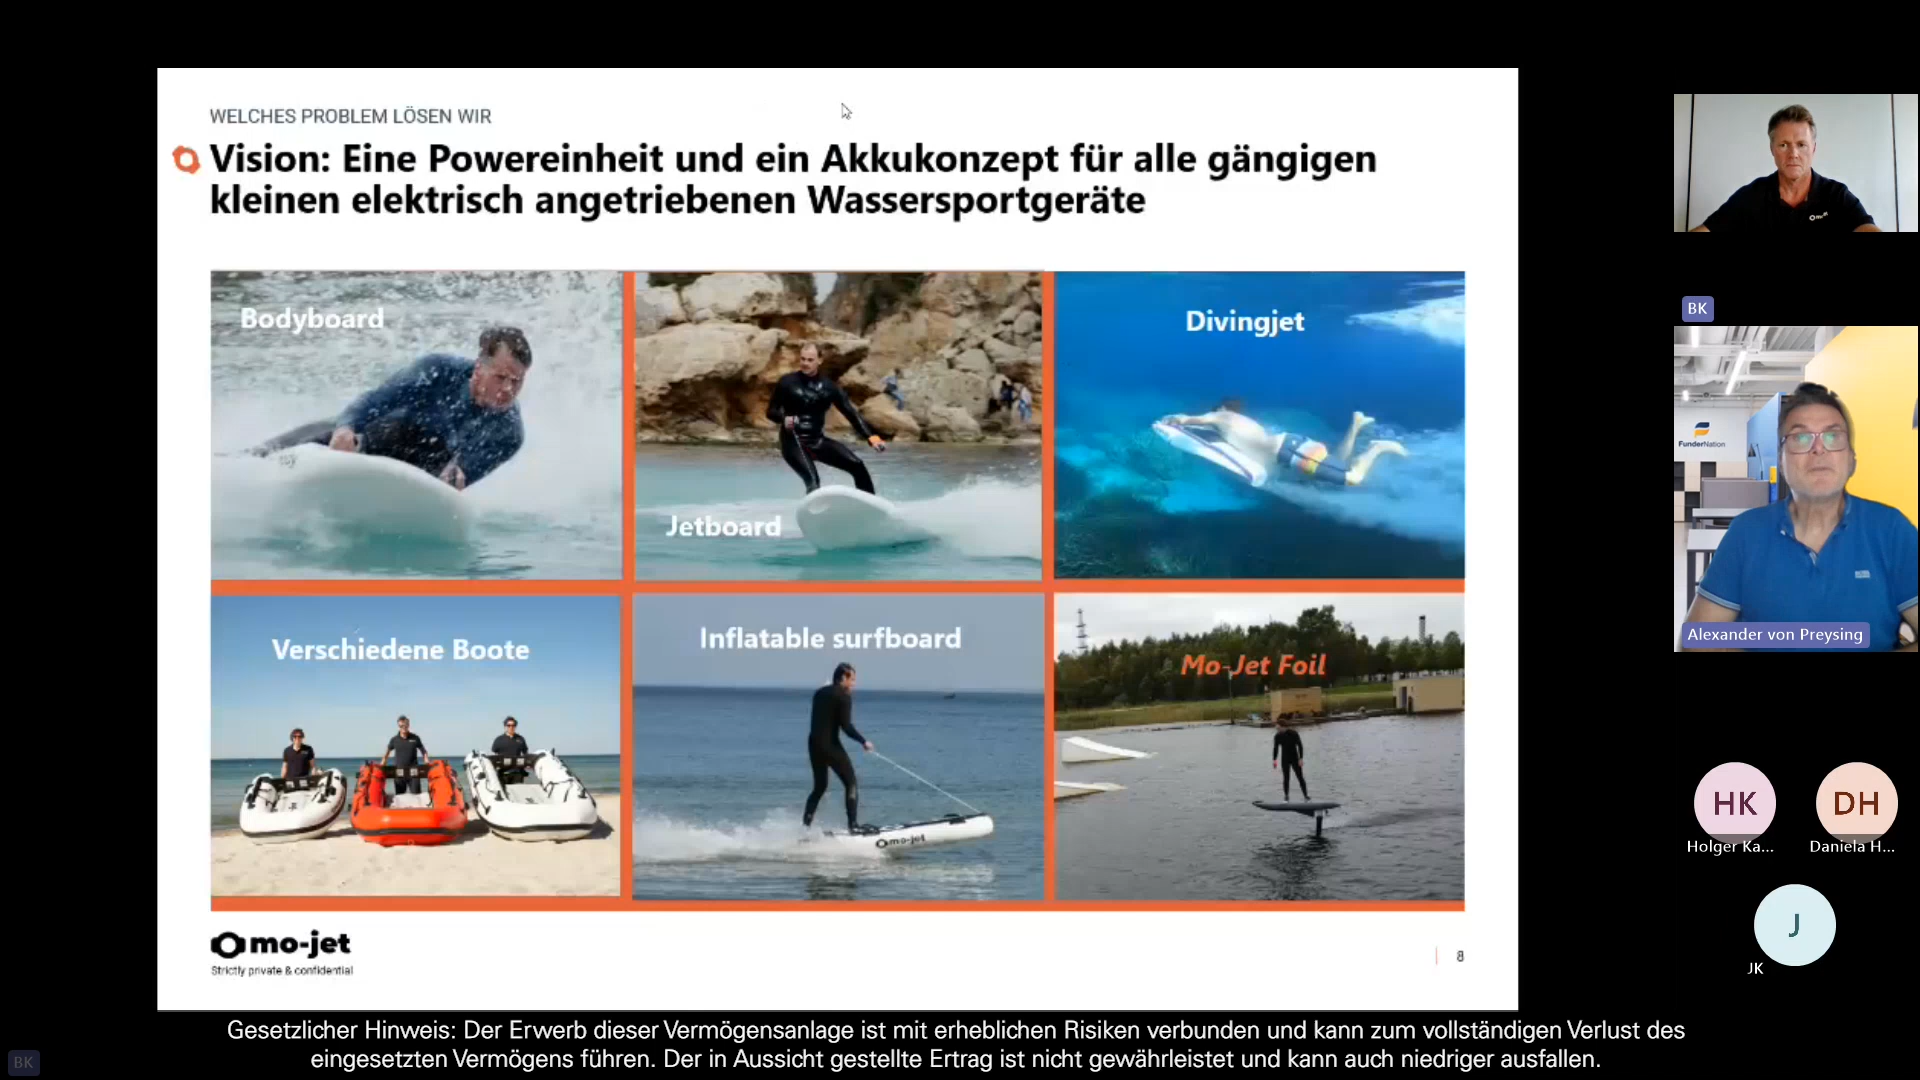 WELCHES PROBLEM LÖSEN WIR
Vision: Eine Powereinheit und ein Akkukonzept für alle gängigen
kleinen elektrisch angetriebenen Wassersportgeräte
Bodyboard
Jetboard
Divingjet
Verschiedene Boote
Inflatable surfboard
mo-jet
Mo-Jet Foil
mo-jet
Strictly private & confidential
8
BK
FunderNation
Alexander von Preysing
HK
Holger Ka...
DH
Daniela H...
J
JK
Gesetzlicher Hinweis: Der Erwerb dieser Vermögensanlage ist mit erheblichen Risiken verbunden und kann zum vollständigen Verlust des
eingesetzten Vermögens führen. Der in Aussicht gestellte Ertrag ist nicht gewährleistet und kann auch niedriger ausfallen.
BK